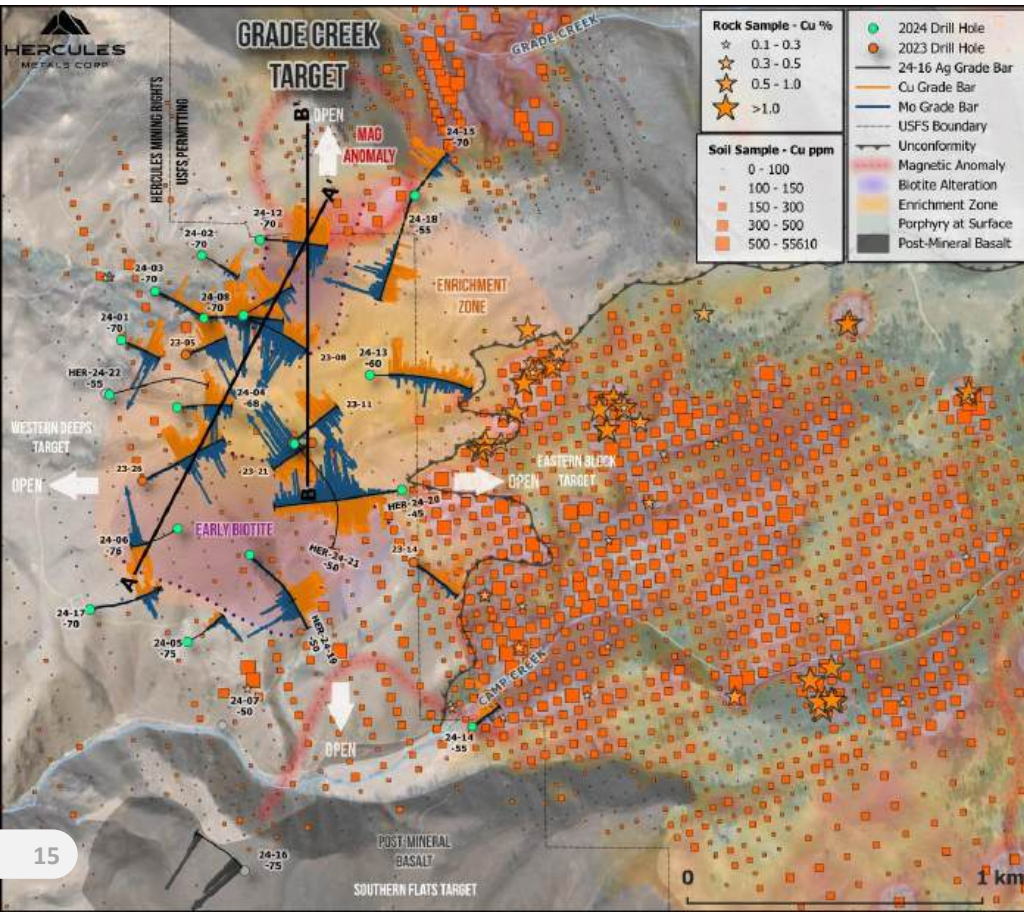 HERCULES
METALS CORP
GRADE CREEK
TARGET
GRADE CREEK
HERCULES MINING RIGHTS
USFS PERMITTING
B'
OPEN
MAG
ANOMALY
A'
24-15
-70
24-18
-55
24-12
-70
24-02
-70
24-03
-70
24-08
-70
24-01
-70
23-05
23-08
24-13
-60
ENRICHMENT
ZONE
HER-24-22
-55
24-04
-68
23-11
WESTERN DEEPS
TARGET
OPEN
23-26
23-21
B
EASTERN BLOCK
TARGET
OPEN
HER-24-20
-45
EARLY BIOTITE
24-06
-76
HER-24-21
-50
23-14
A
24-17
-70
24-05
-75
HER-24-19
-50
24-07
-50
OPEN
CAMP CREEK
24-14
-55
POST-MINERAL
BASALT
24-16
-75
SOUTHERN FLATS TARGET
15
0 1 km
Rock Sample - Cu %
0.1 - 0.3
0.3 - 0.5
0.5 - 1.0
>1.0
Soil Sample - Cu ppm
0 - 100
100 - 150
150 - 300
300 - 500
500 - 55610
2024 Drill Hole
2023 Drill Hole
24-16 Ag Grade Bar
Cu Grade Bar
Mo Grade Bar
USFS Boundary
Unconformity
Magnetic Anomaly
Biotite Alteration
Enrichment Zone
Porphyry at Surface
Post-Mineral Basalt